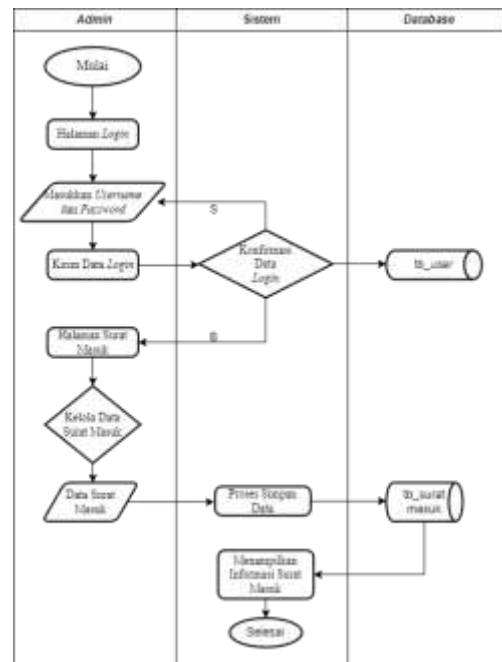 Admin
Sistem
Database
Mulai
Halaman Login
Masukkan Username
dan Password
S
Kirim Data Login
Konfirmasi
Data
Login
tb_user
Halaman Surat
Masuk
B
Kelola Data
Surat Masuk
Data Surat
Masuk
Proses Simpan
Data
tb_surat
masuk
Menampilkan
Informasi Surat
Masuk
Selesai